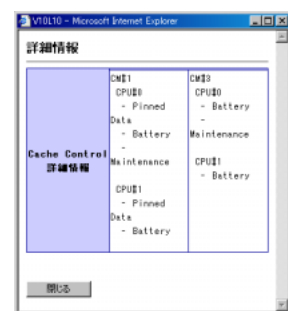 V10L10 - Microsoft Internet Explorer
詳細情報
Cache Control
詳細情報
CM#1
CPU#0
- Pinned
Data
- Battery
-
Maintenance
CPU#1
- Pinned
Data
- Battery
CM#3
CPU#0
- Battery
-
Maintenance
CPU#1
- Battery
閉じる